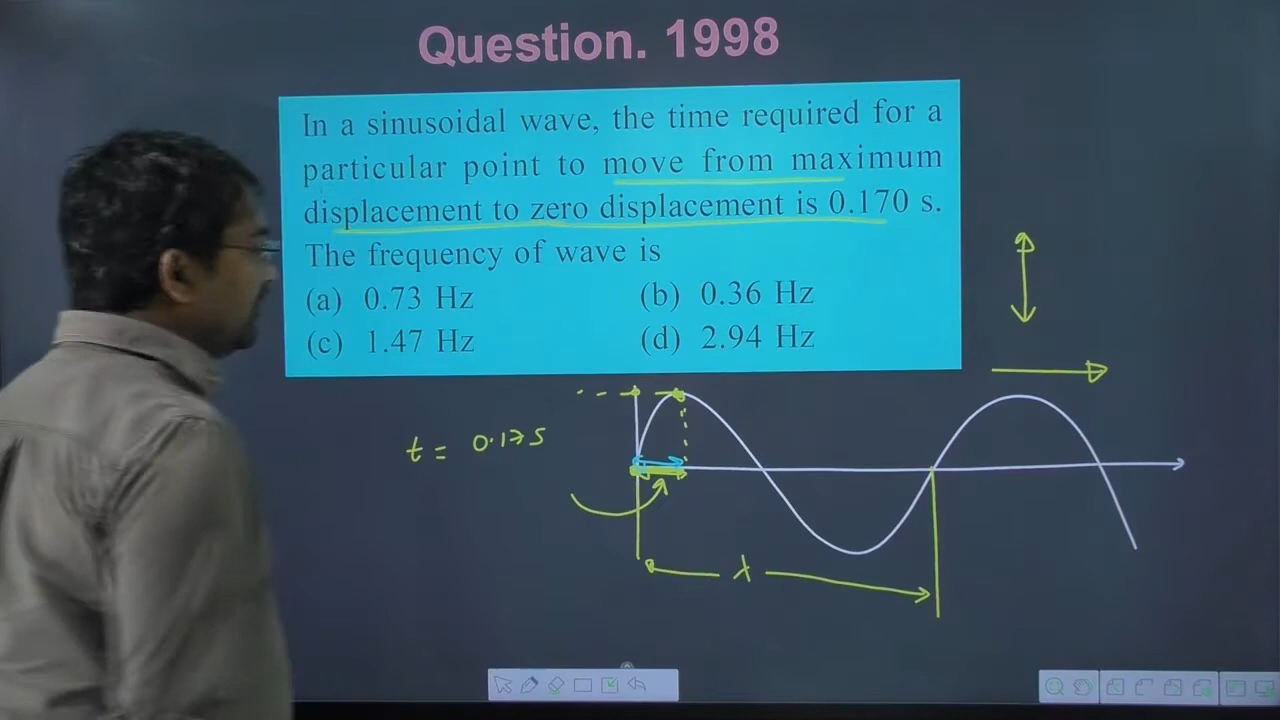 Question. 1998
In a sinusoidal wave, the time required for a
particular point to move from maximum
displacement to zero displacement is 0.170 s.
The frequency of wave is
(a) 0.73 Hz (b) 0.36 Hz
(c) 1.47 Hz (d) 2.94 Hz
t = 0.17s
λ